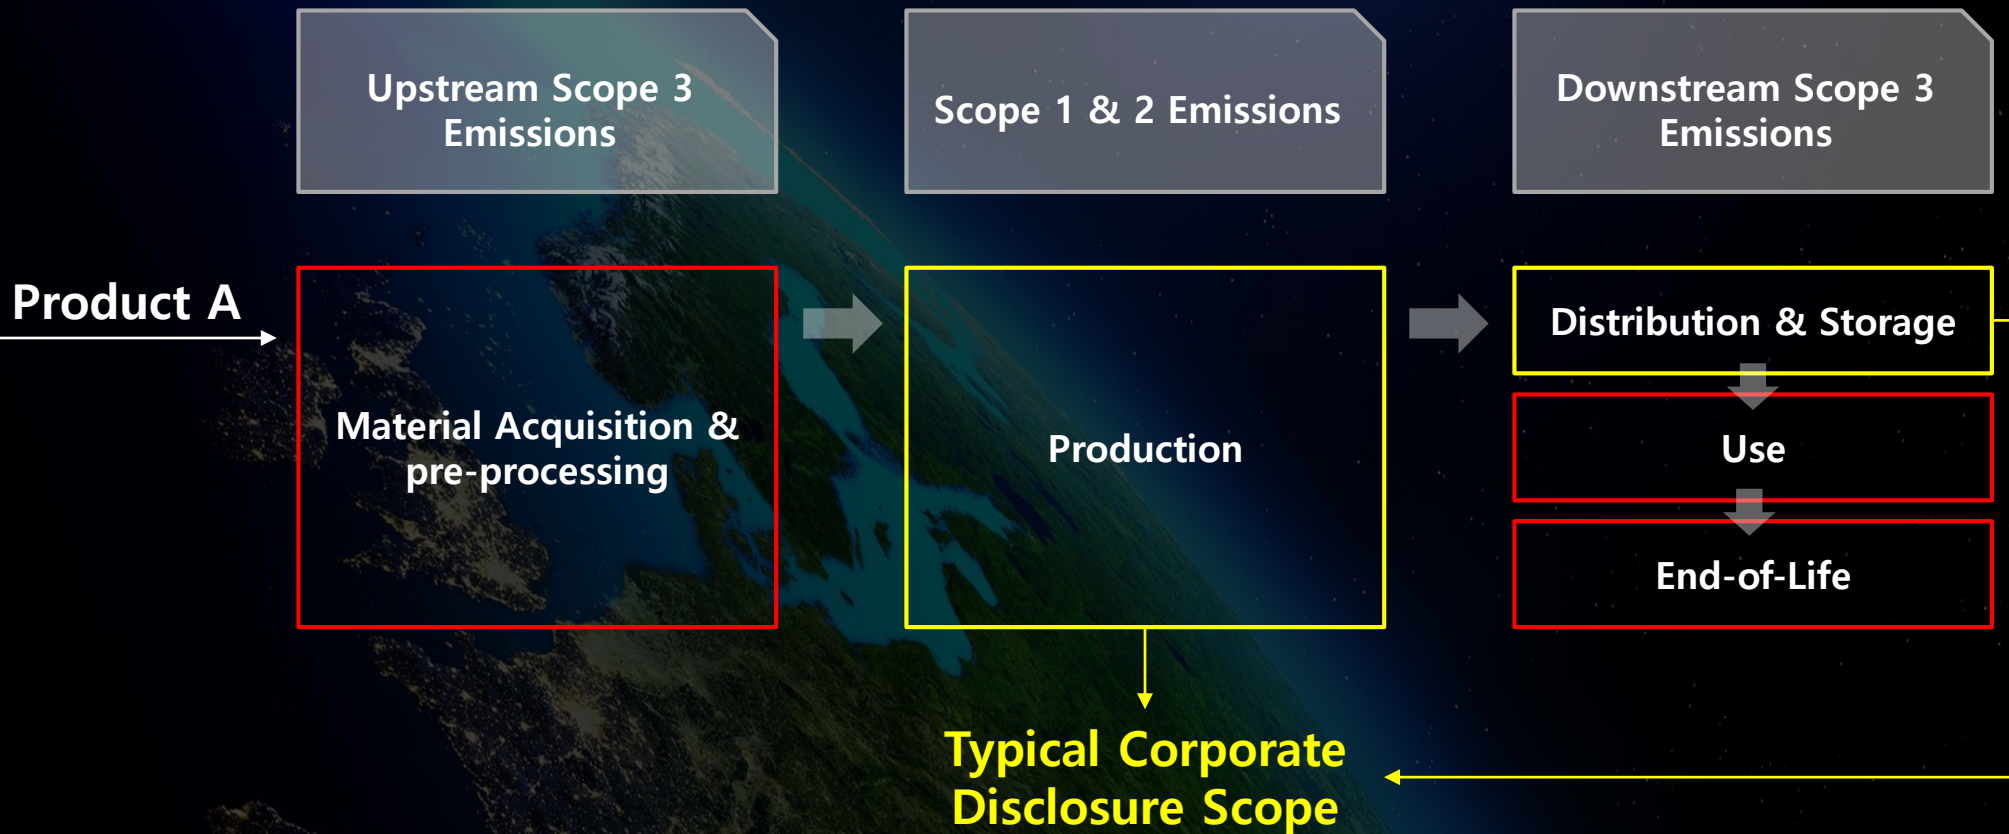 Upstream Scope 3
Emissions
Scope 1 & 2 Emissions
Downstream Scope 3
Emissions
Product A
Material Acquisition &
pre-processing
Production
Distribution & Storage
Use
End-of-Life
Typical Corporate
Disclosure Scope